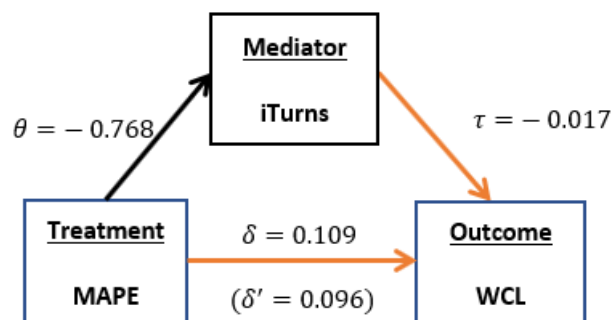 Mediator
iTurns
θ = − 0.768
τ = − 0.017
Treatment
MAPE
δ = 0.109
(δ′ = 0.096)
Outcome
WCL